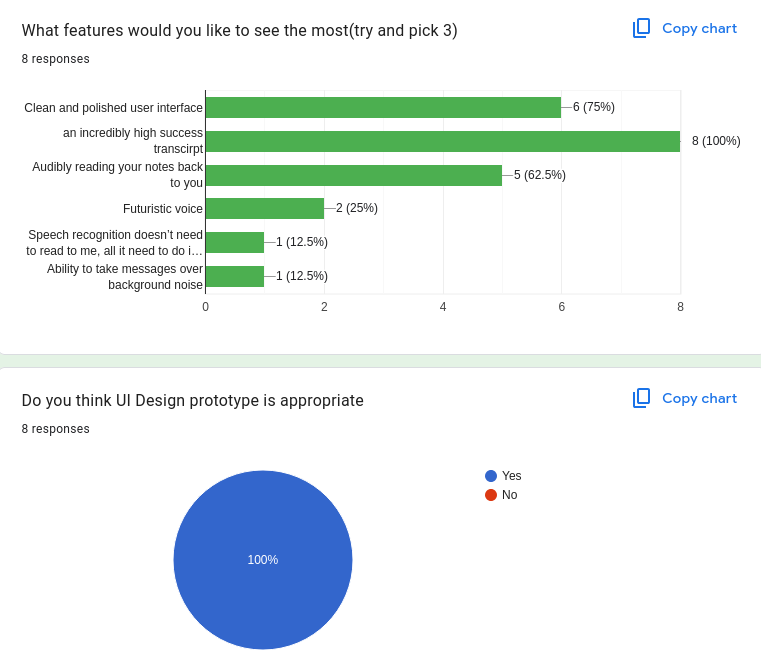 What features would you like to see the most(try and pick 3)
Copy chart
8 responses
Clean and polished user interface
6 (75%)
an incredibly high success
transcirpt
8 (100%)
Audibly reading your notes back
to you
5 (62.5%)
Futuristic voice
2 (25%)
Speech recognition doesn't need
to read to me, all it need to do i…
1 (12.5%)
Ability to take messages over
background noise
1 (12.5%)
0 2 4 6 8
Do you think UI Design prototype is appropriate
Copy chart
8 responses
Yes
No
100%